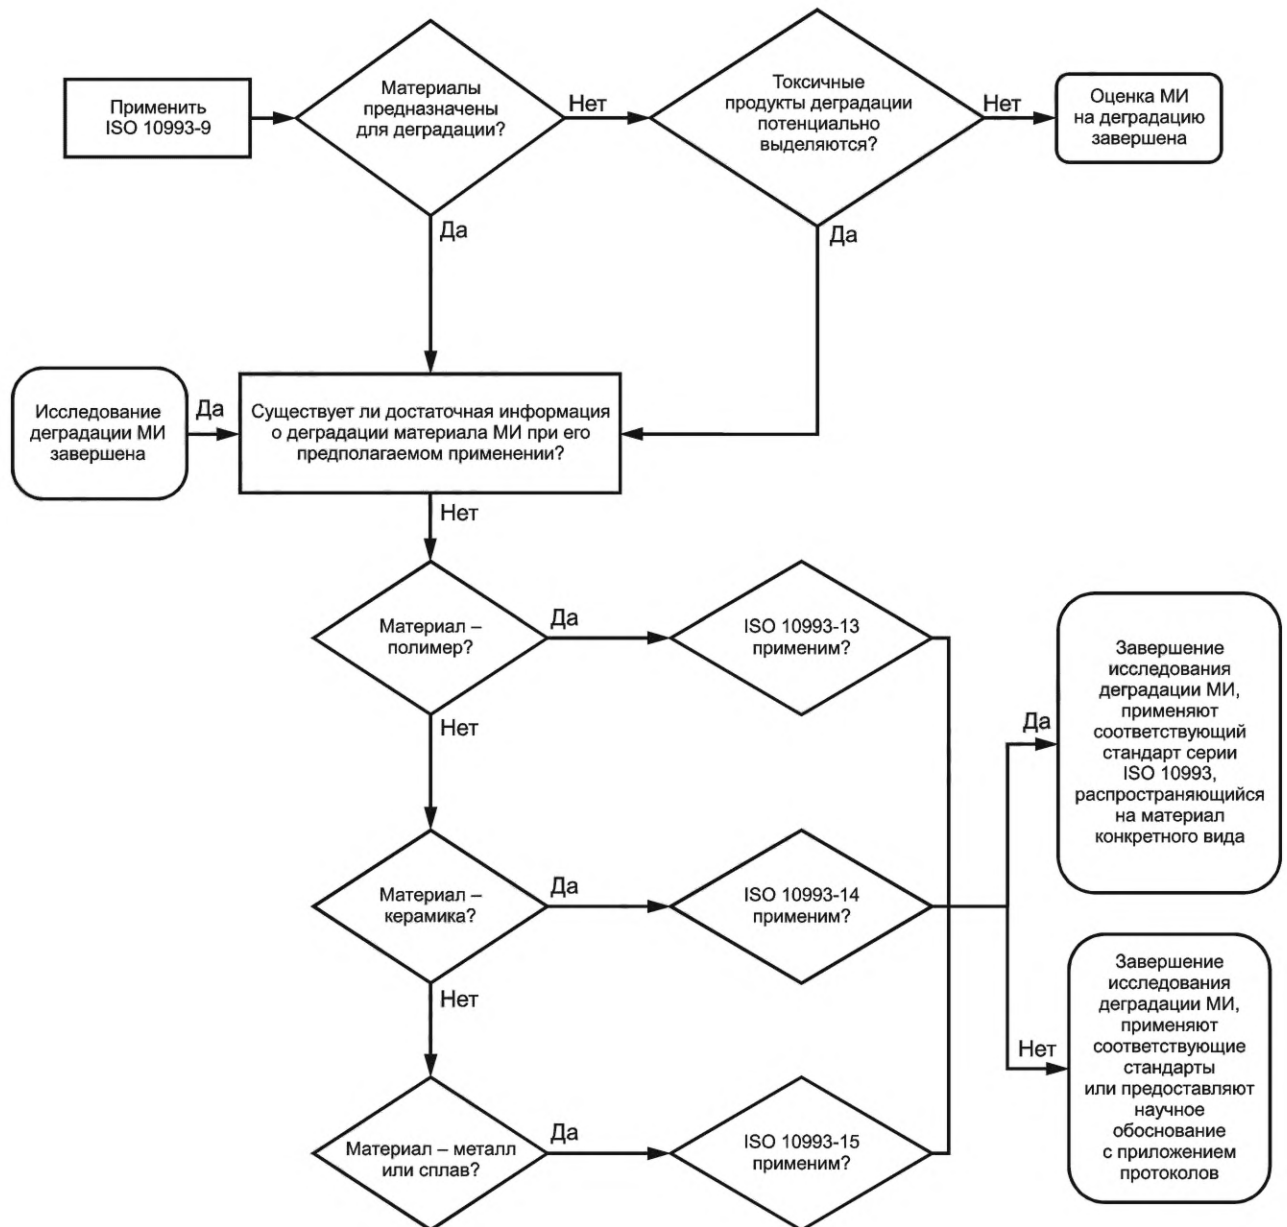 Применить
ISO 10993-9
Материалы
предназначены
для деградации?
Нет
Токсичные
продукты деградации
потенциально
выделяются?
Нет
Оценка МИ
на деградацию
завершена
Да
Да
Исследование
деградации МИ
завершена
Да
Существует ли достаточная информация
о деградации материала МИ при его
предполагаемом применении?
Нет
Материал –
полимер?
Да
ISO 10993-13
применим?
Нет
Материал –
керамика?
Да
ISO 10993-14
применим?
Нет
Материал – металл
или сплав?
Да
ISO 10993-15
применим?
Да
Завершение
исследования
деградации МИ,
применяют
соответствующий
стандарт серии
ISO 10993,
распространяющийся
на материал
конкретного вида
Нет
Завершение
исследования
деградации МИ,
применяют
соответствующие
стандарты
или предоставляют
научное
обоснование
с приложением
протоколов